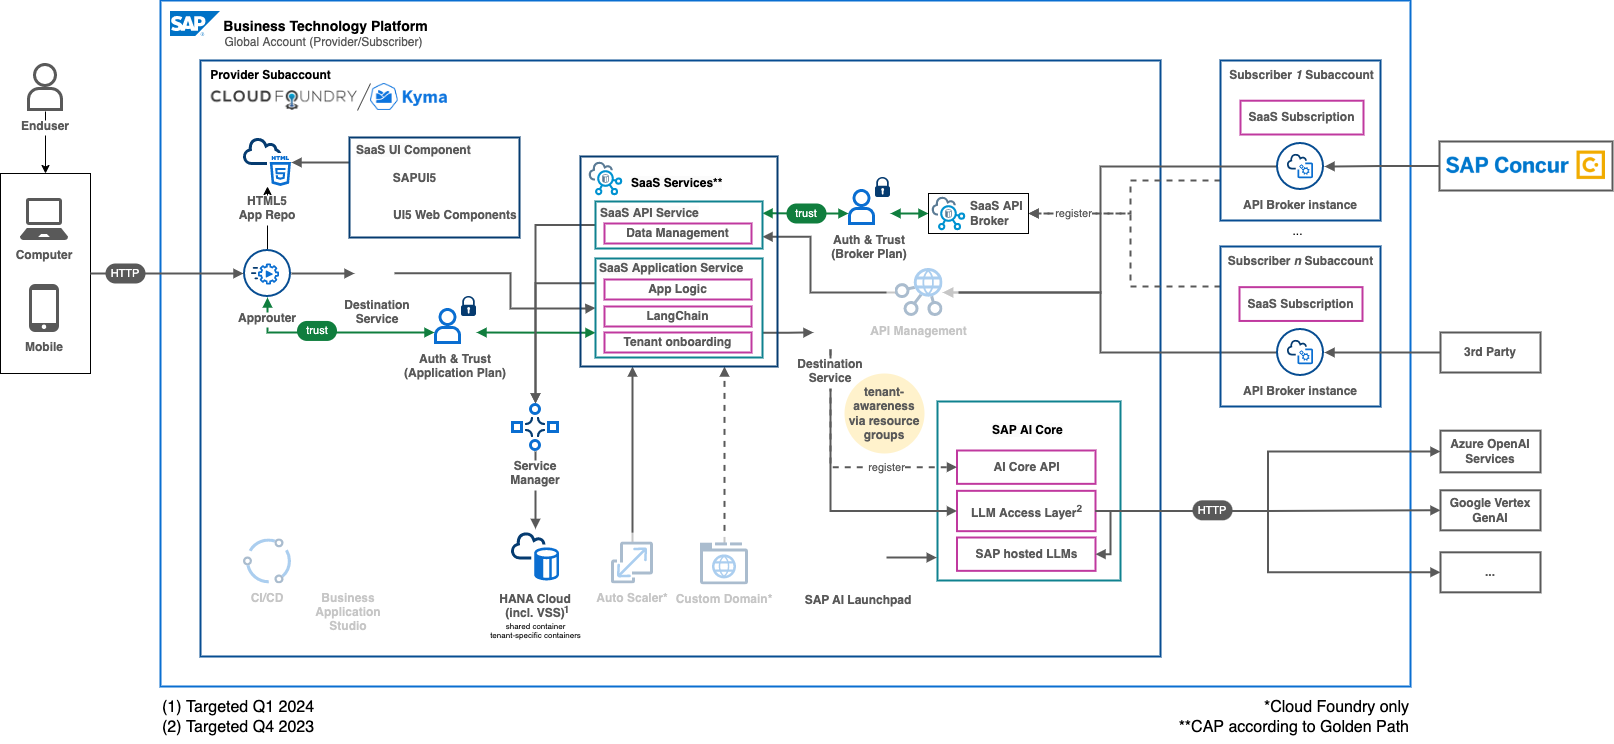 SAP
Business Technology Platform
Global Account (Provider/Subscriber)
Provider Subaccount
CLOUD FOUNDRY
Kyma
Enduser
Computer
Mobile
HTTP
HTML
5
HTML5
App Repo
SaaS UI Component
SAPUI5
UI5 Web Components
Approuter
trust
Destination
Service
Auth & Trust
(Application Plan)
SaaS Services**
SaaS API Service
Data Management
SaaS Application Service
App Logic
LangChain
Tenant onboarding
trust
Auth & Trust
(Broker Plan)
SaaS API
Broker
register
API Management
Destination
Service
tenant-
awareness
via resource
groups
register
SAP AI Core
AI Core API
LLM Access Layer2
SAP hosted LLMs
SAP AI Launchpad
Service
Manager
HANA Cloud
(incl. VSS)1
shared container
tenant-specific containers
Auto Scaler*
Custom Domain*
CI/CD
Business
Application
Studio
Subscriber 1 Subaccount
SaaS Subscription
API Broker instance
...
Subscriber n Subaccount
SaaS Subscription
API Broker instance
SAP Concur C
3rd Party
HTTP
Azure OpenAI
Services
Google Vertex
GenAI
...
(1) Targeted Q1 2024
(2) Targeted Q4 2023
*Cloud Foundry only
**CAP according to Golden Path